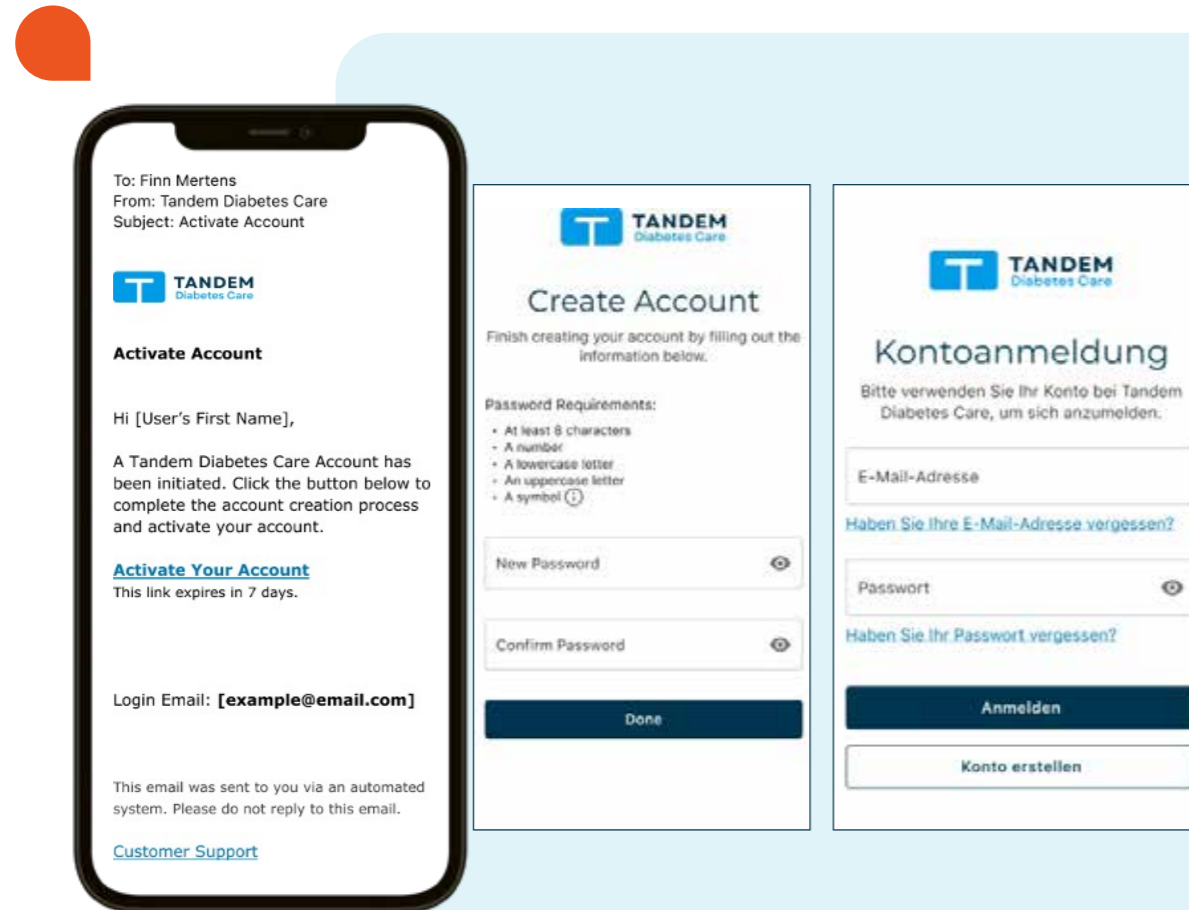 To: Finn Mertens
From: Tandem Diabetes Care
Subject: Activate Account
TANDEM
Diabetes Care
Activate Account
Hi [User's First Name],
A Tandem Diabetes Care Account has
been initiated. Click the button below to
complete the account creation process
and activate your account.
Activate Your Account
This link expires in 7 days.
Login Email: [example@email.com]
This email was sent to you via an automated
system. Please do not reply to this email.
Customer Support
TANDEM
Diabetes Care
Create Account
Finish creating your account by filling out the
information below.
Password Requirements:
• At least 8 characters
• A number
• A lowercase letter
• An uppercase letter
• A symbol
New Password
Confirm Password
Done
TANDEM
Diabetes Care
Kontoanmeldung
Bitte verwenden Sie Ihr Konto bei Tandem
Diabetes Care, um sich anzumelden.
E-Mail-Adresse
Haben Sie Ihre E-Mail-Adresse vergessen?
Passwort
Haben Sie Ihr Passwort vergessen?
Anmelden
Konto erstellen